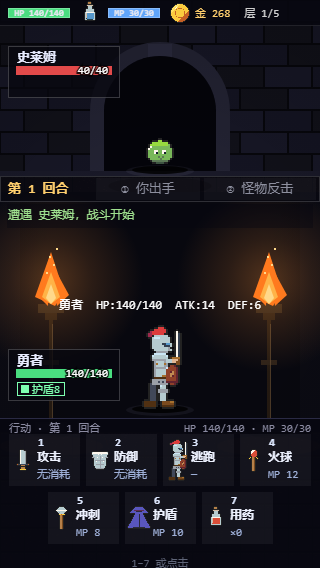 HP 140/140 MP 30/30 金 268 层 1/5
史莱姆
40/40
第 1 回合 ① 你出手 ② 怪物反击
遭遇 史莱姆，战斗开始
勇者 HP:140/140 ATK:14 DEF:6
勇者
140/140
护盾8
行动 · 第 1 回合 HP 140/140 · MP 30/30
1 2 3 4
攻击 防御 逃跑 火球
无消耗 无消耗 — MP 12
5 6 7
冲刺 护盾 用药
MP 8 MP 10 ×0
1-7 或点击